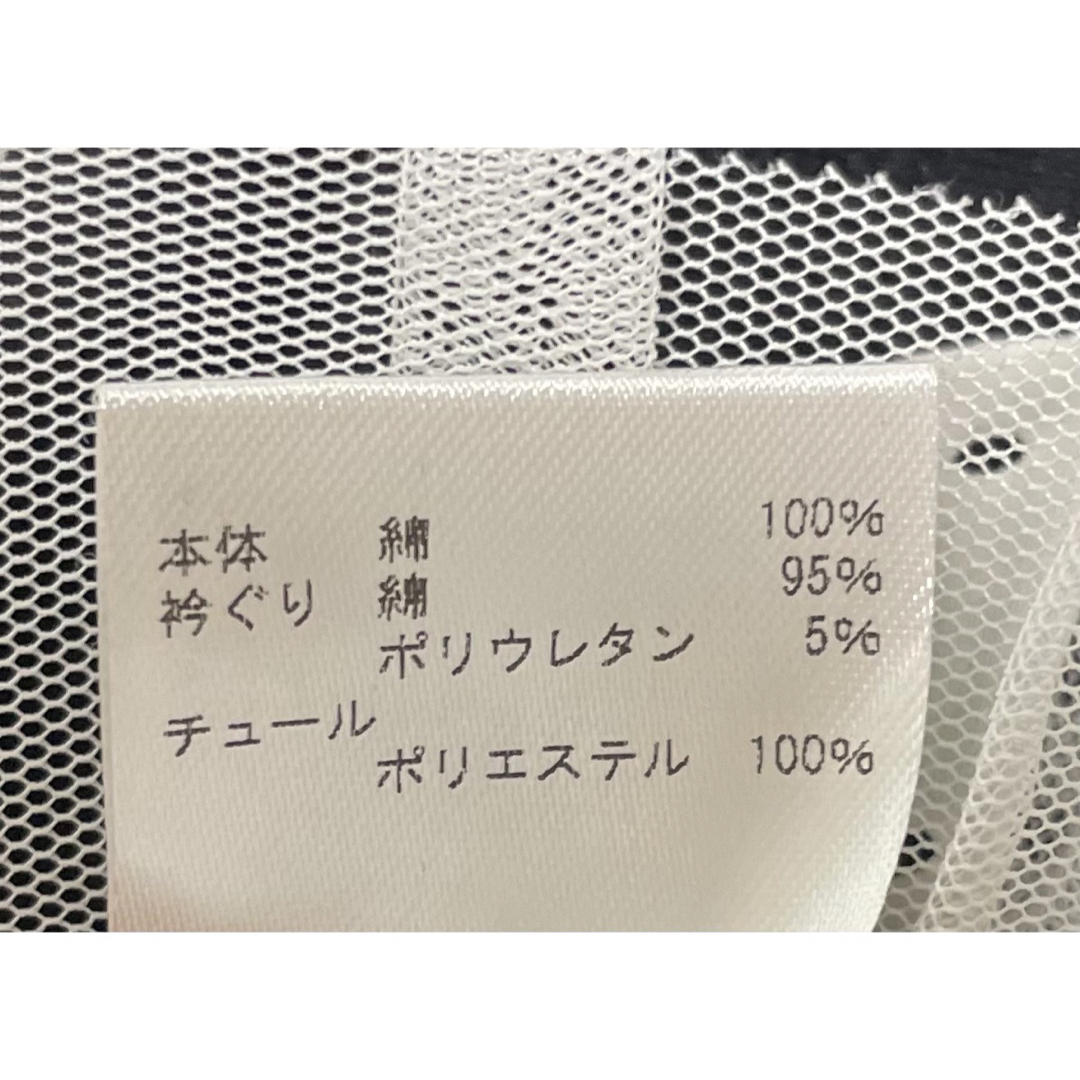 本体 綿 100%
衿ぐり 綿 95%
ポリウレタン 5%
チュール
ポリエステル 100%